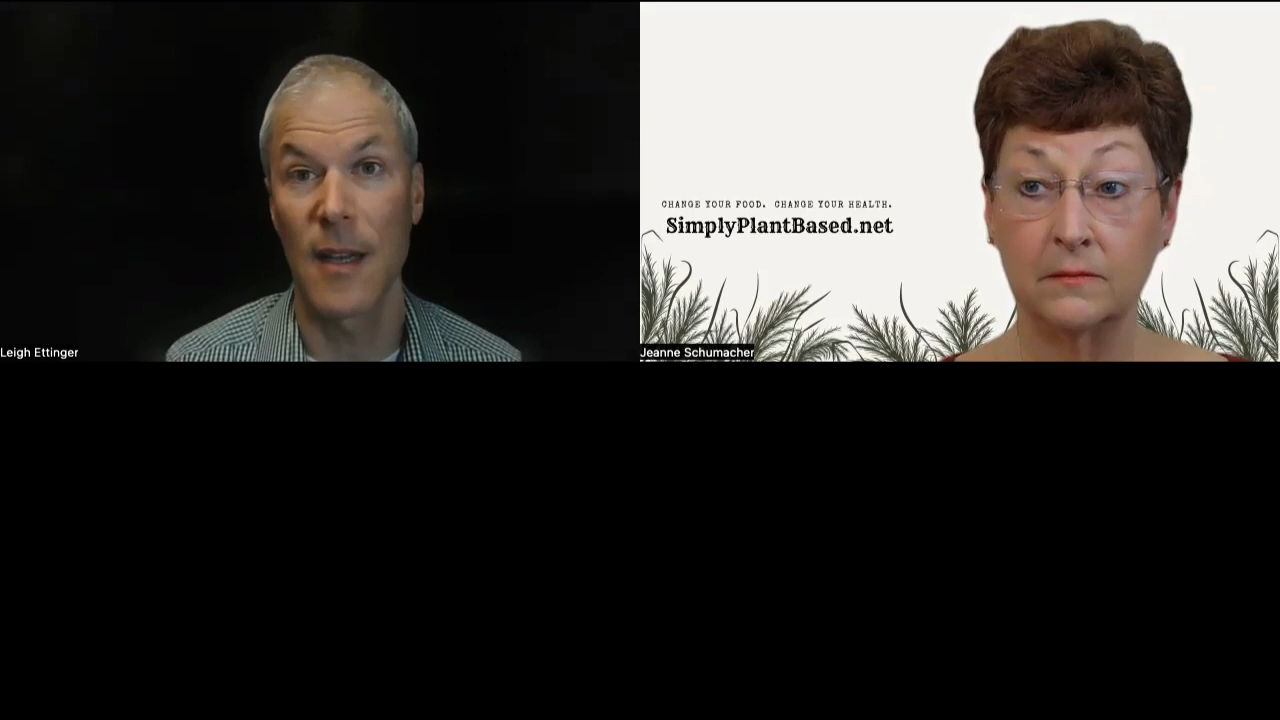 CHANGE YOUR FOOD. CHANGE YOUR HEALTH.
SimplyPlantBased.net
Leigh Ettinger
Jeanne Schumacher